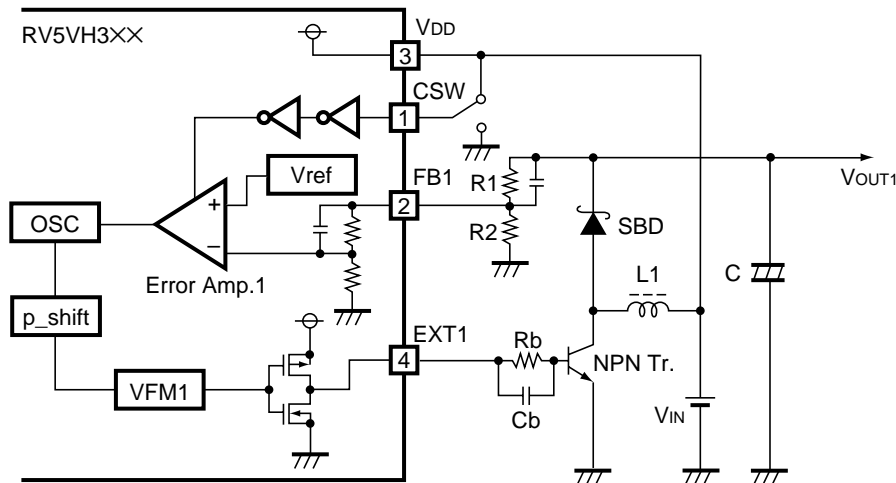 RV5VH3××
VDD
3
CSW
1
Vref
FB1
R1
VOUT1
2
+
OSC
R2
SBD
−
Error Amp.1
L1
C
p_shift
EXT1
Rb
4
NPN Tr.
VFM1
Cb
VIN